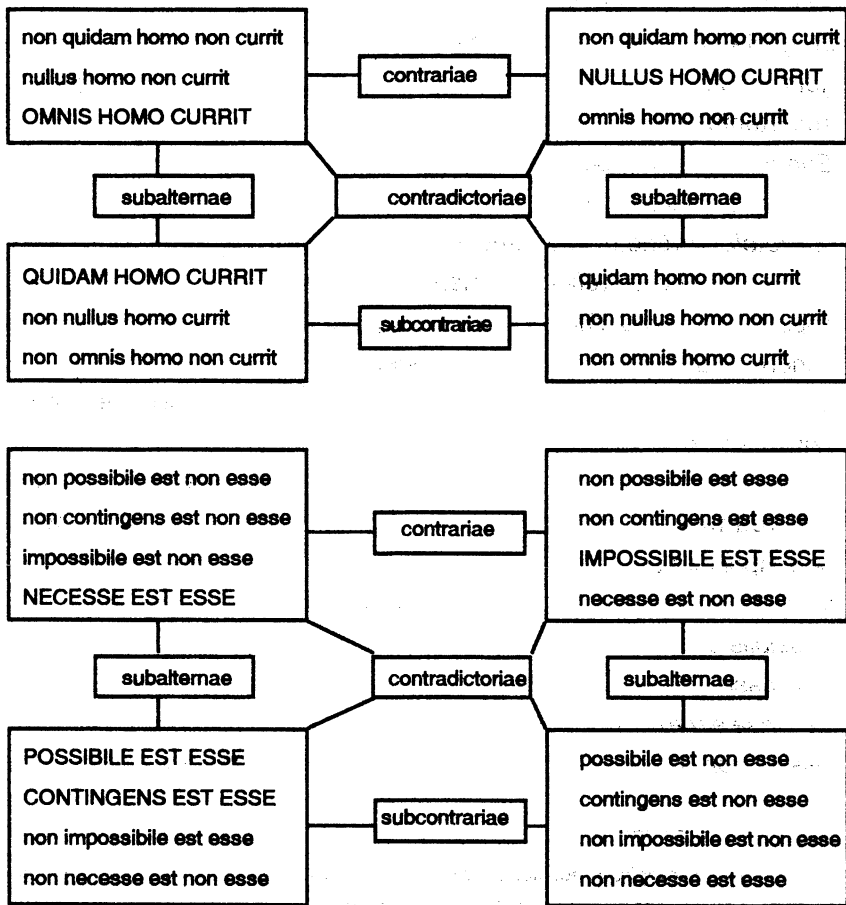 non quidam homo non currit
nullus homo non currit
OMNIS HOMO CURRIT
contrariae
non quidam homo non currit
NULLUS HOMO CURRIT
omnis homo non currit
subalternae
contradictoriae
subalternae
QUIDAM HOMO CURRIT
non nullus homo currit
non omnis homo non currit
subcontrariae
quidam homo non currit
non nullus homo non currit
non omnis homo currit
non possibile est non esse
non contingens est non esse
impossibile est non esse
NECESSE EST ESSE
contrariae
non possibile est esse
non contingens est esse
IMPOSSIBILE EST ESSE
necesse est non esse
subalternae
contradictoriae
subalternae
POSSIBILE EST ESSE
CONTINGENS EST ESSE
non impossibile est esse
non necesse est non esse
subcontrariae
possibile est non esse
contingens est non esse
non impossibile est non esse
non necesse est esse